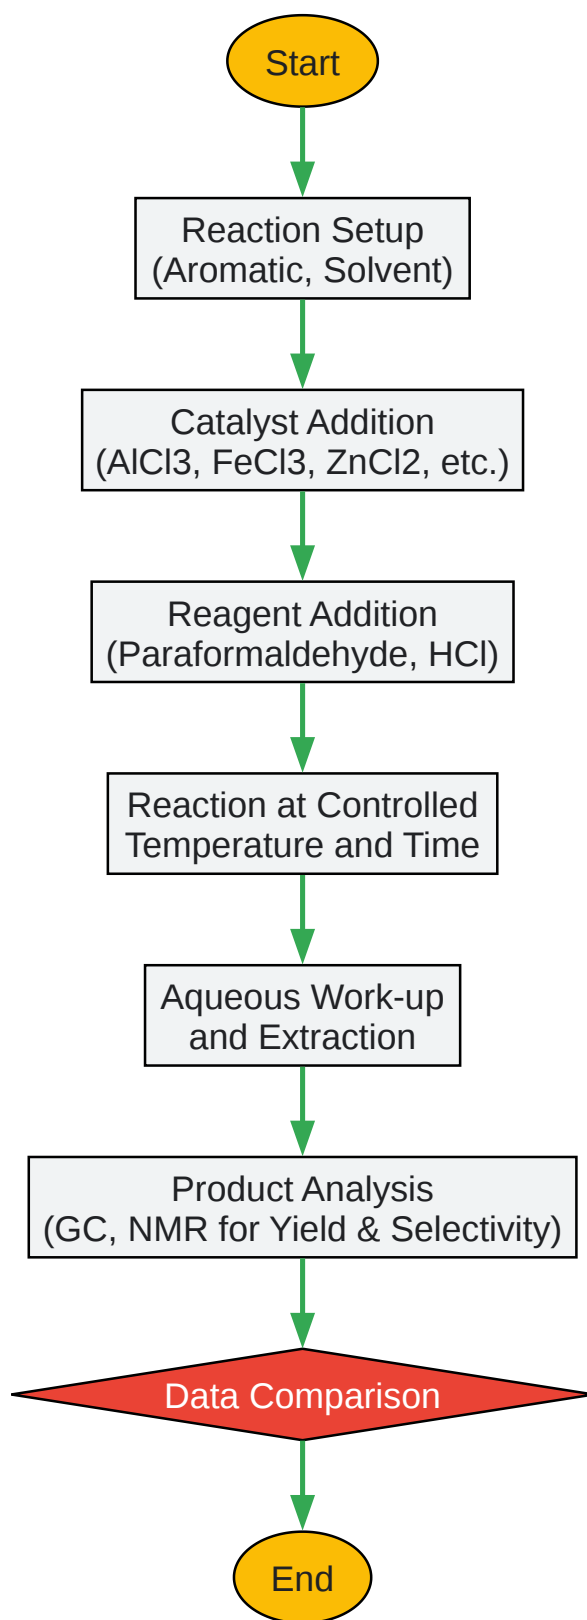 Start
Reaction Setup
(Aromatic, Solvent)
Catalyst Addition
(AlCl3, FeCl3, ZnCl2, etc.)
Reagent Addition
(Paraformaldehyde, HCl)
Reaction at Controlled
Temperature and Time
Aqueous Work-up
and Extraction
Product Analysis
(GC, NMR for Yield & Selectivity)
Data Comparison
End